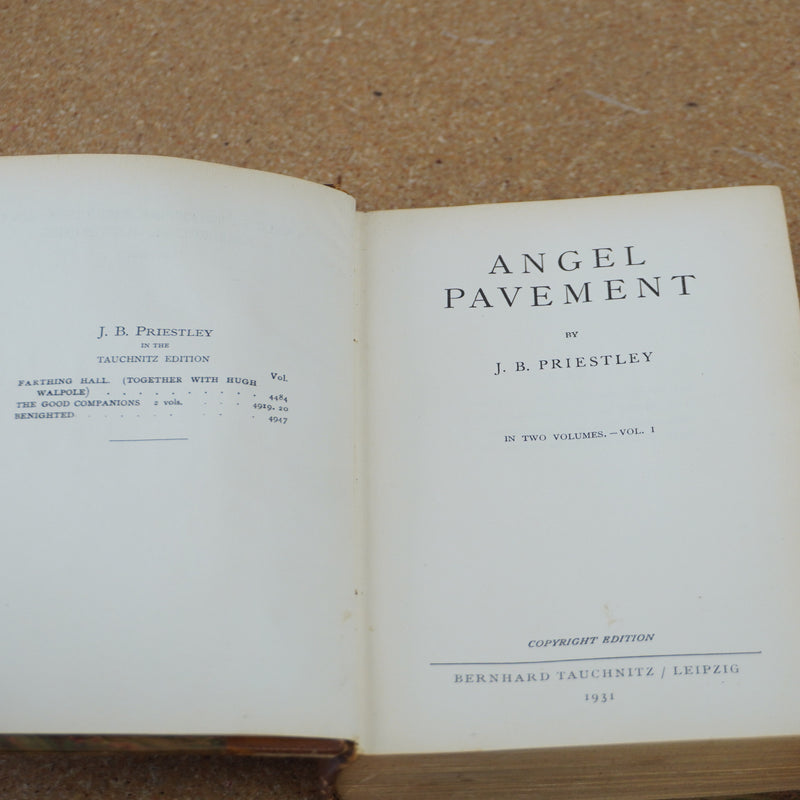 J. B. PRIESTLEY
IN THE
TAUCHNITZ EDITION
Vol.
FARTHING HALL. (TOGETHER WITH HUGH
WALPOLE) . . . . . . . . . . 4484
THE GOOD COMPANIONS 2 vols. . . . 4919. 20
BENIGHTED . . . . . . . . 4947
ANGEL
PAVEMENT
BY
J. B. PRIESTLEY
IN TWO VOLUMES.—VOL. 1
COPYRIGHT EDITION
BERNHARD TAUCHNITZ / LEIPZIG
1931